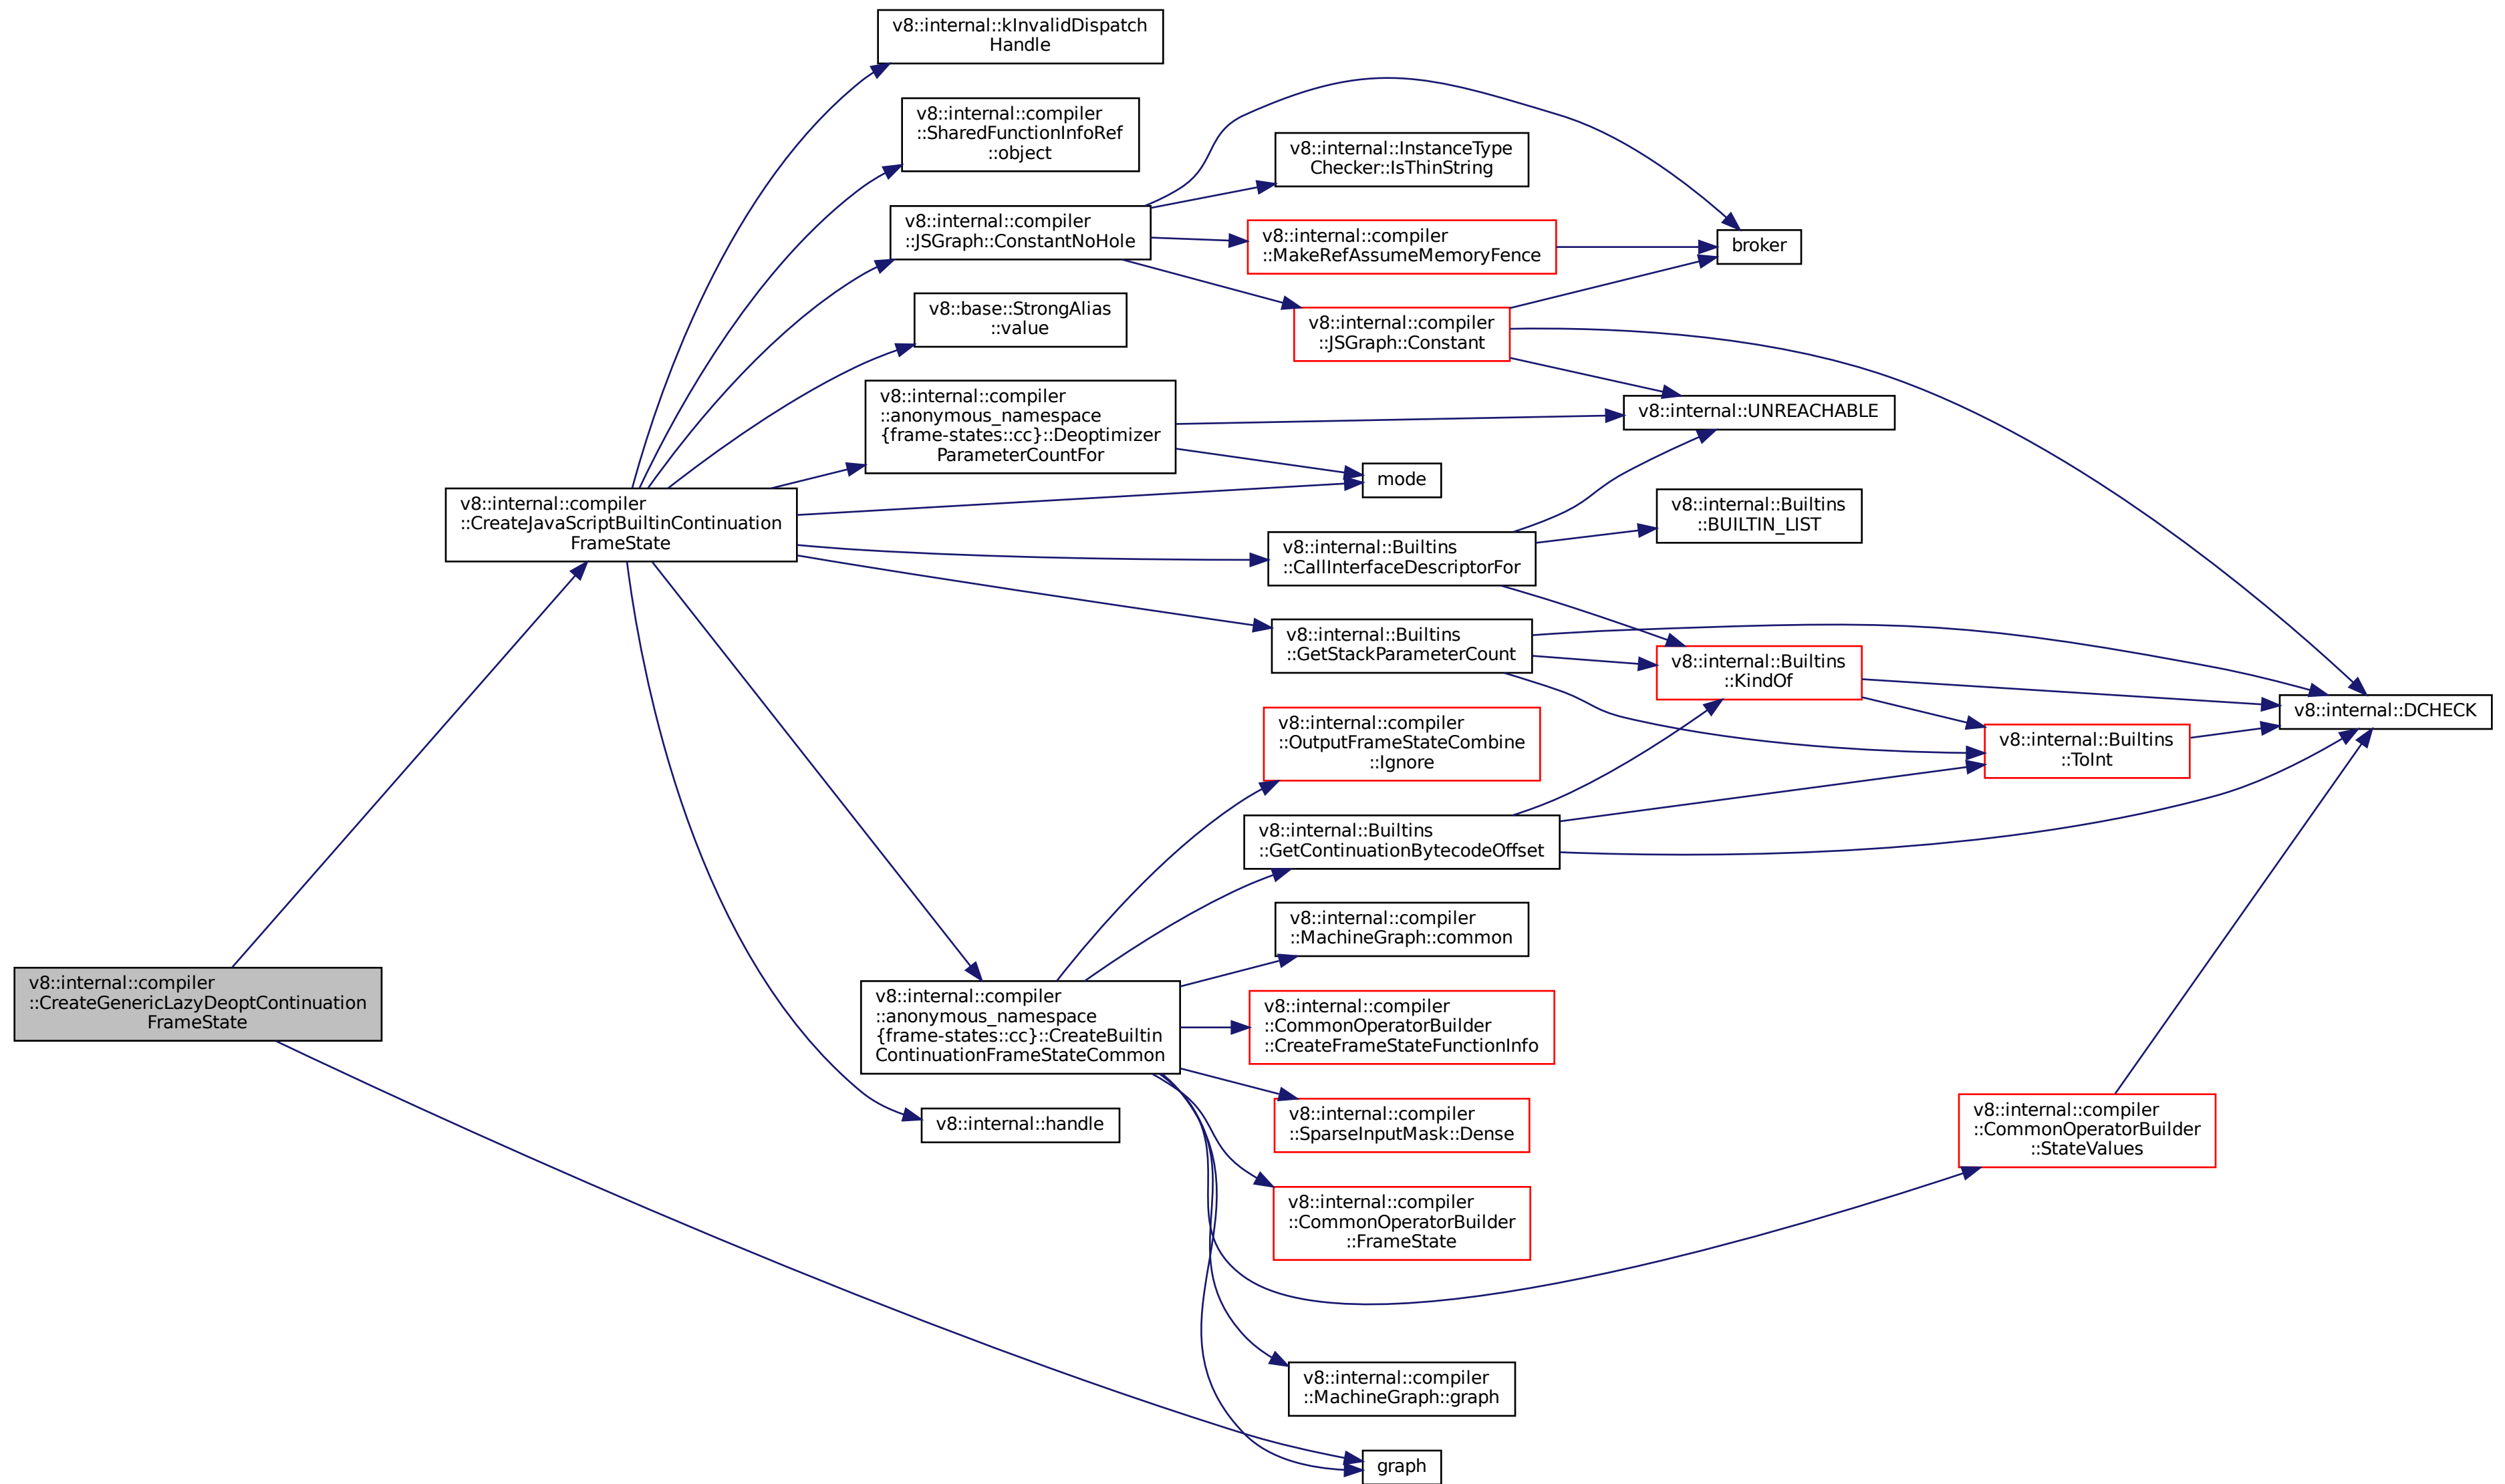 v8::internal::kInvalidDispatch
Handle
v8::internal::compiler
::SharedFunctionInfoRef
::object
v8::internal::InstanceType
Checker::IsThinString
v8::internal::compiler
::JSGraph::ConstantNoHole
v8::internal::compiler
::MakeRefAssumeMemoryFence
broker
v8::base::StrongAlias
::value
v8::internal::compiler
::JSGraph::Constant
v8::internal::compiler
::anonymous_namespace
{frame-states::cc}::Deoptimizer
ParameterCountFor
v8::internal::UNREACHABLE
mode
v8::internal::compiler
::CreateJavaScriptBuiltinContinuation
FrameState
v8::internal::Builtins
::BUILTIN_LIST
v8::internal::Builtins
::CallInterfaceDescriptorFor
v8::internal::Builtins
::GetStackParameterCount
v8::internal::Builtins
::KindOf
v8::internal::DCHECK
v8::internal::compiler
::OutputFrameStateCombine
::Ignore
v8::internal::Builtins
::ToInt
v8::internal::Builtins
::GetContinuationBytecodeOffset
v8::internal::compiler
::MachineGraph::common
v8::internal::compiler
::CreateGenericLazyDeoptContinuation
FrameState
v8::internal::compiler
::anonymous_namespace
{frame-states::cc}::CreateBuiltin
ContinuationFrameStateCommon
v8::internal::compiler
::CommonOperatorBuilder
::CreateFrameStateFunctionInfo
v8::internal::handle
v8::internal::compiler
::SparseInputMask::Dense
v8::internal::compiler
::CommonOperatorBuilder
::StateValues
v8::internal::compiler
::CommonOperatorBuilder
::FrameState
v8::internal::compiler
::MachineGraph::graph
graph